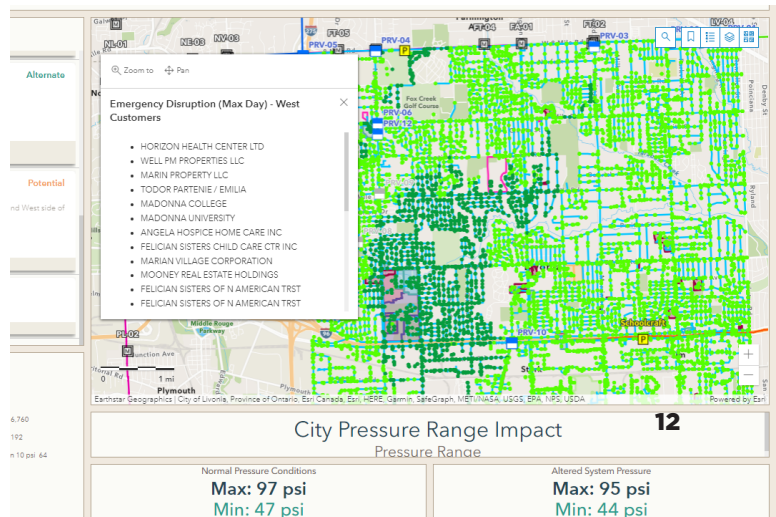 Alternate
Potential
nd West side of
6,760
192
n 10 psi 64
NL-01
NE-03
NV-03
FT-05
PRV-05
PRV-04
P
FT-04
FA-01
FT-02
PRV-03
LV-04
Zoom to
Pan
Emergency Disruption (Max Day) - West
Customers
HORIZON HEALTH CENTER LTD
WELL PM PROPERTIES LLC
MARIN PROPERTY LLC
TODOR PARTENIE / EMILIA
MADONNA COLLEGE
MADONNA UNIVERSITY
ANGELA HOSPICE HOME CARE INC
FELICIAN SISTERS CHILD CARE CTR INC
MARIAN VILLAGE CORPORATION
MOONEY REAL ESTATE HOLDINGS
FELICIAN SISTERS OF N AMERICAN TRST
FELICIAN SISTERS OF N AMERICAN TRST
Fox Creek
Golf Course
PRV-06
PRV-12
Denby St
Poinciana
Ryland
Middle Rouge
Parkway
PL-02
Junction Ave
PRV-10
Schoolcraft
P
0
1 mi
Plymouth
Plymouth
Earthstar Geographics | City of Livonia, Province of Ontario, Esri Canada, Esri, HERE, Garmin, SafeGraph, METI/NASA, USGS, EPA, NPS, USDA
Powered by Esri
City Pressure Range Impact
12
Pressure Range
Normal Pressure Conditions
Max: 97 psi
Min: 47 psi
Altered System Pressure
Max: 95 psi
Min: 44 psi